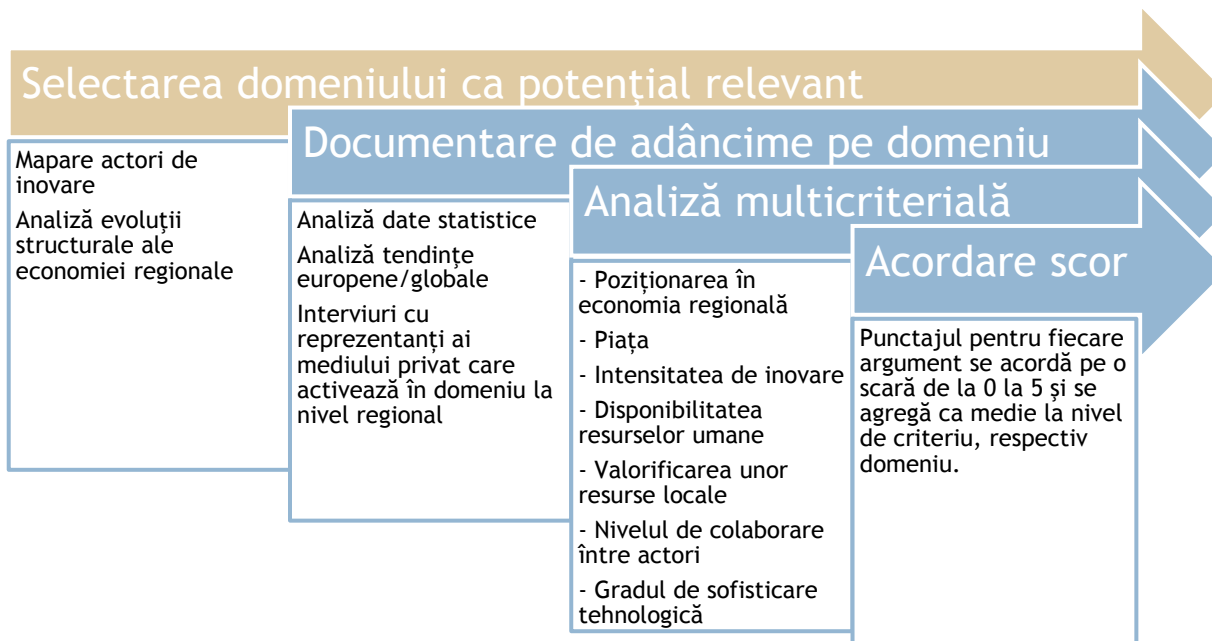 Selectarea domeniului ca potențial relevant
Mapare actori de
inovare
Analiză evoluţii
structurale ale
economiei regionale
Documentare de adâncime pe domeniu
Analiză date statistice
Analiză tendinţe
europene/globale
Interviuri cu
reprezentanți ai
mediului privat care
activează în domeniu la
nivel regional
Analiză multicriterială
- Poziționarea în
economia regională
- Piața
- Intensitatea de inovare
- Disponibilitatea
resurselor umane
- Valorificarea unor
resurse locale
- Nivelul de colaborare
între actori
- Gradul de sofisticare
tehnologică
Acordare scor
Punctajul pentru fiecare
argument se acordă pe o
scară de la 0 la 5 şi se
agregă ca medie la nivel
de criteriu, respectiv
domeniu.